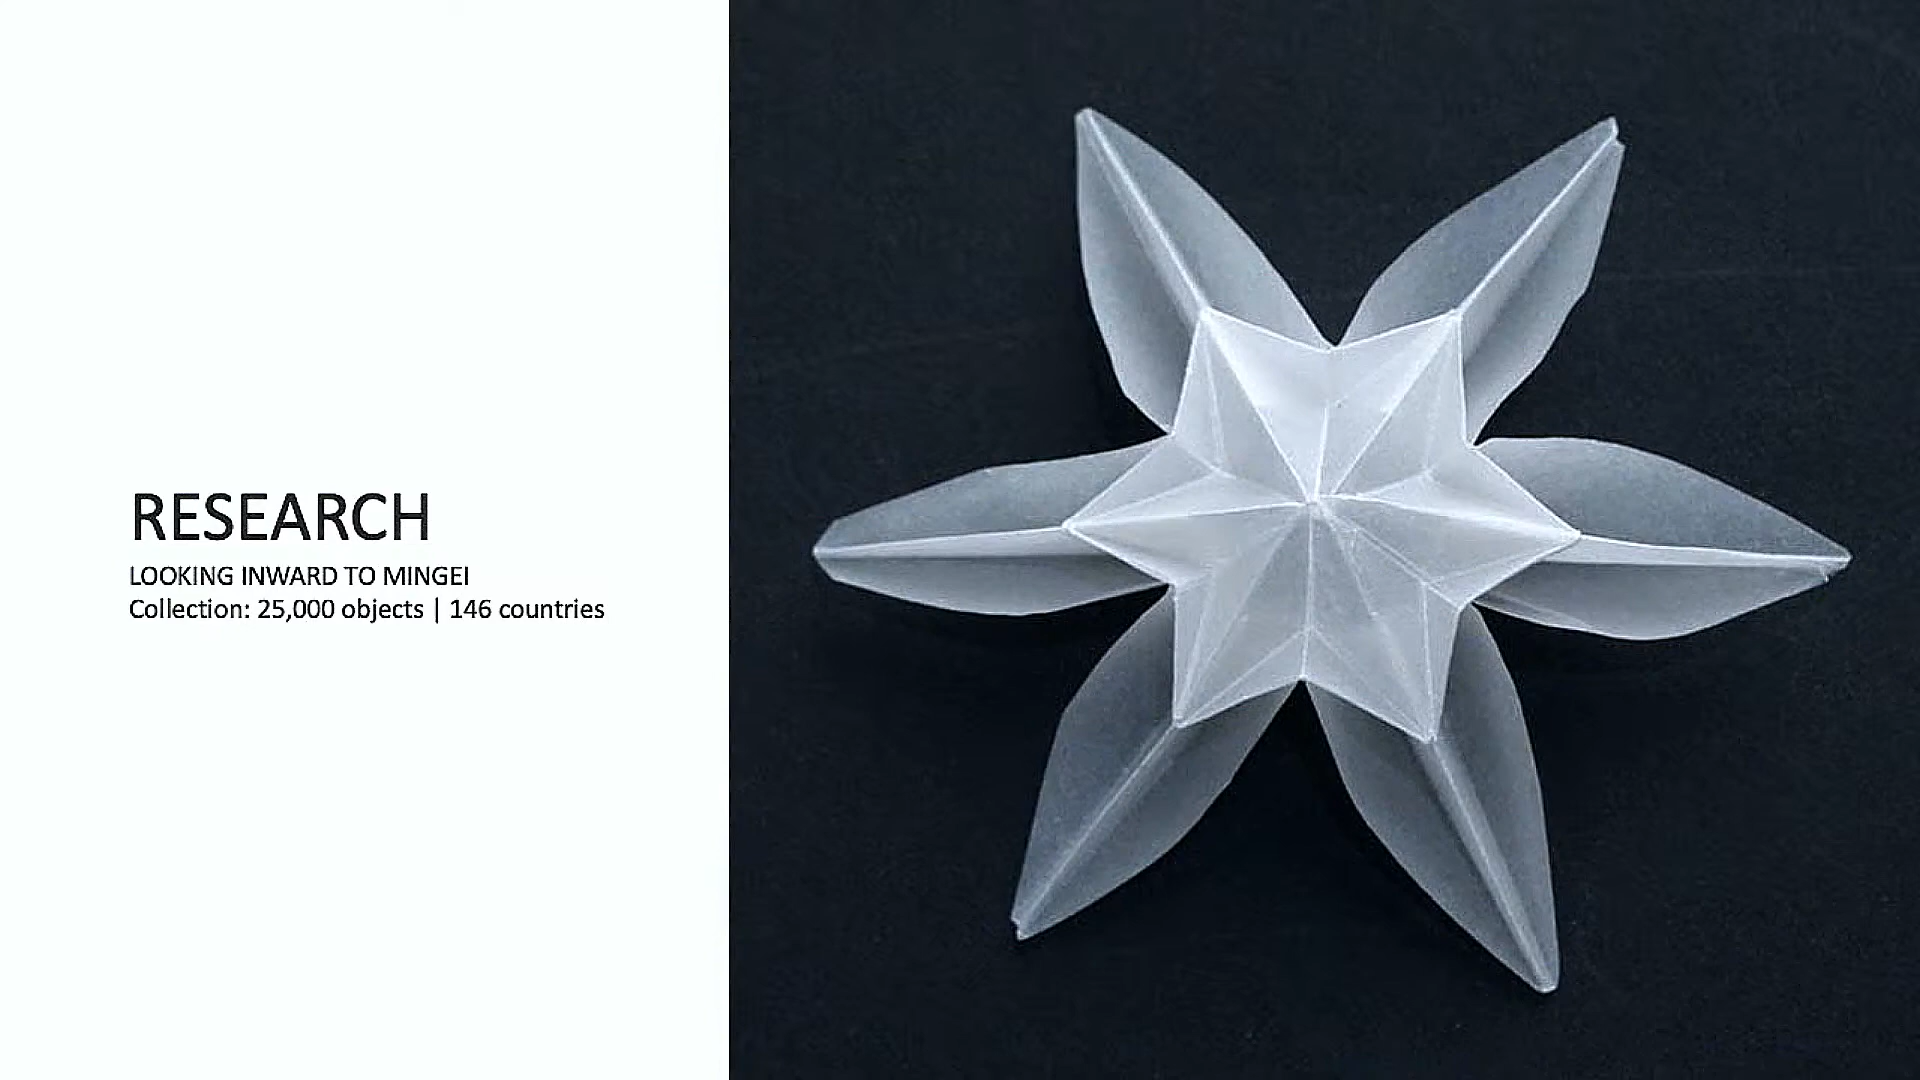 RESEARCH
LOOKING INWARD TO MINGEI
Collection: 25,000 objects | 146 countries